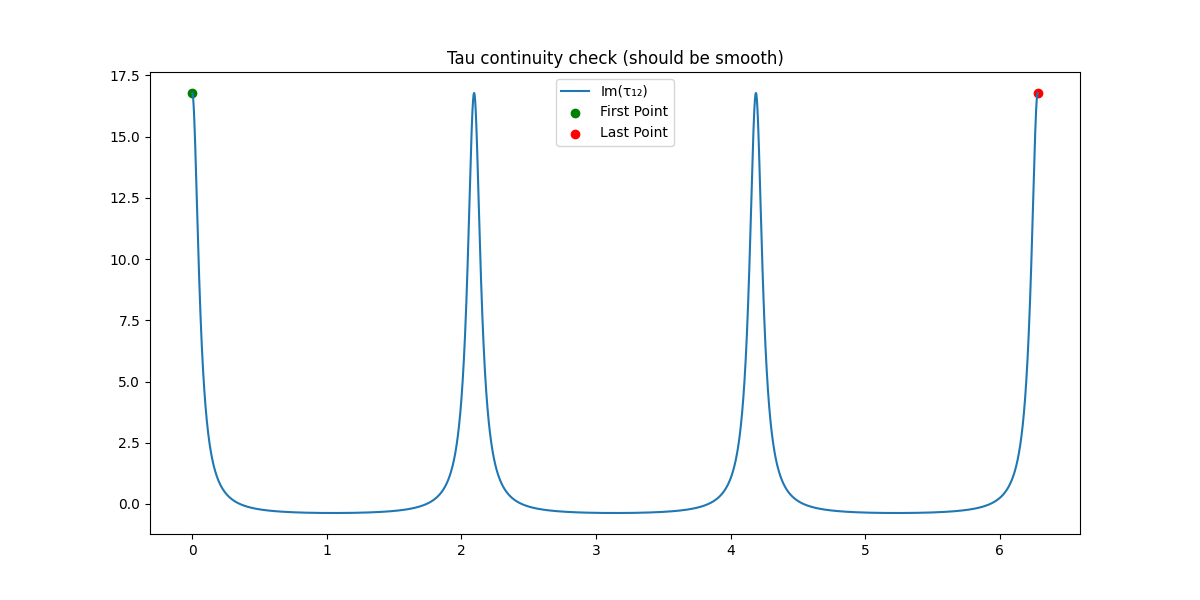 Tau continuity check (should be smooth)
17.5
15.0
12.5
10.0
7.5
5.0
2.5
0.0
Im(τ₁₂)
First Point
Last Point
0 1 2 3 4 5 6